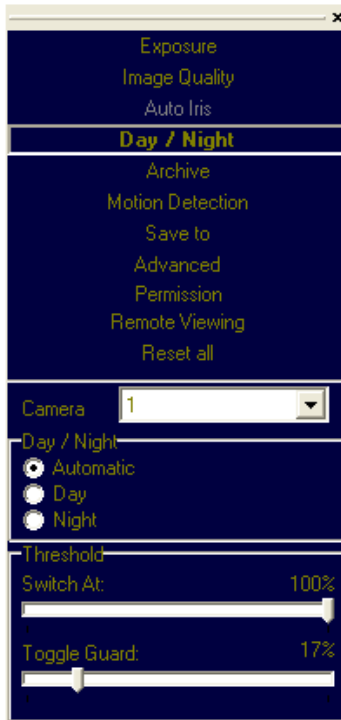 Exposure
Image Quality
Auto Iris
Day / Night
Archive
Motion Detection
Save to
Advanced
Permission
Remote Viewing
Reset all
Camera 1
Day / Night
Automatic
Day
Night
Threshold
Switch At: 100%
Toggle Guard: 17%